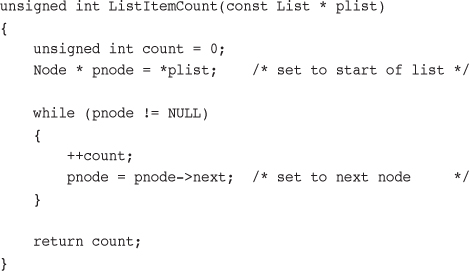 unsigned int ListItemCount(const List * plist)
{
    unsigned int count = 0;
    Node * pnode = *plist;    /* set to start of list */

    while (pnode != NULL)
    {
        ++count;
        pnode = pnode->next;  /* set to next node     */
    }

    return count;
}